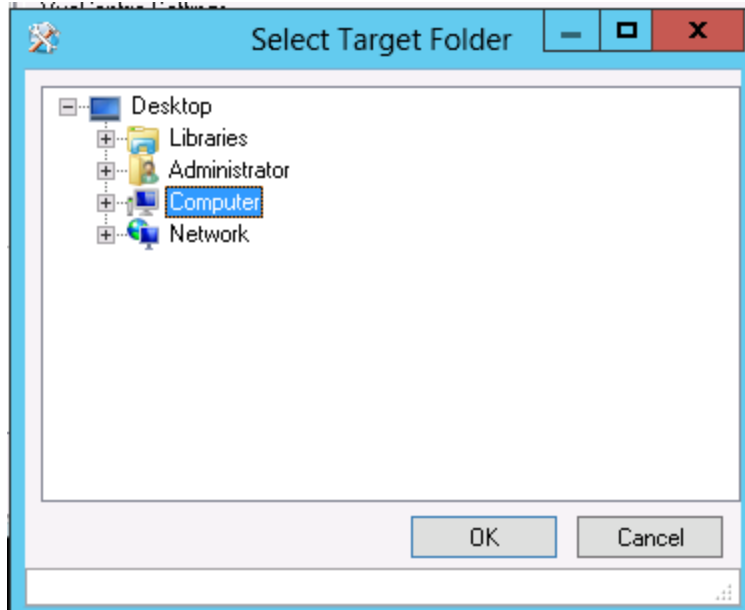 Select Target Folder
Desktop
Libraries
Administrator
Computer
Network
OK
Cancel